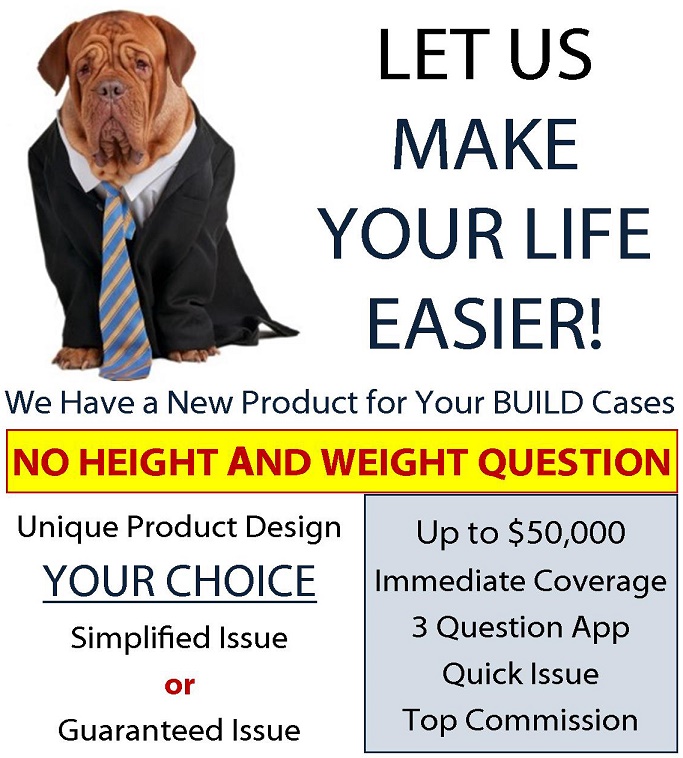 LET US
MAKE
YOUR LIFE
EASIER!
We Have a New Product for Your BUILD Cases
NO HEIGHT AND WEIGHT QUESTION
Unique Product Design
YOUR CHOICE
Simplified Issue
or
Guaranteed Issue
Up to $50,000
Immediate Coverage
3 Question App
Quick Issue
Top Commission